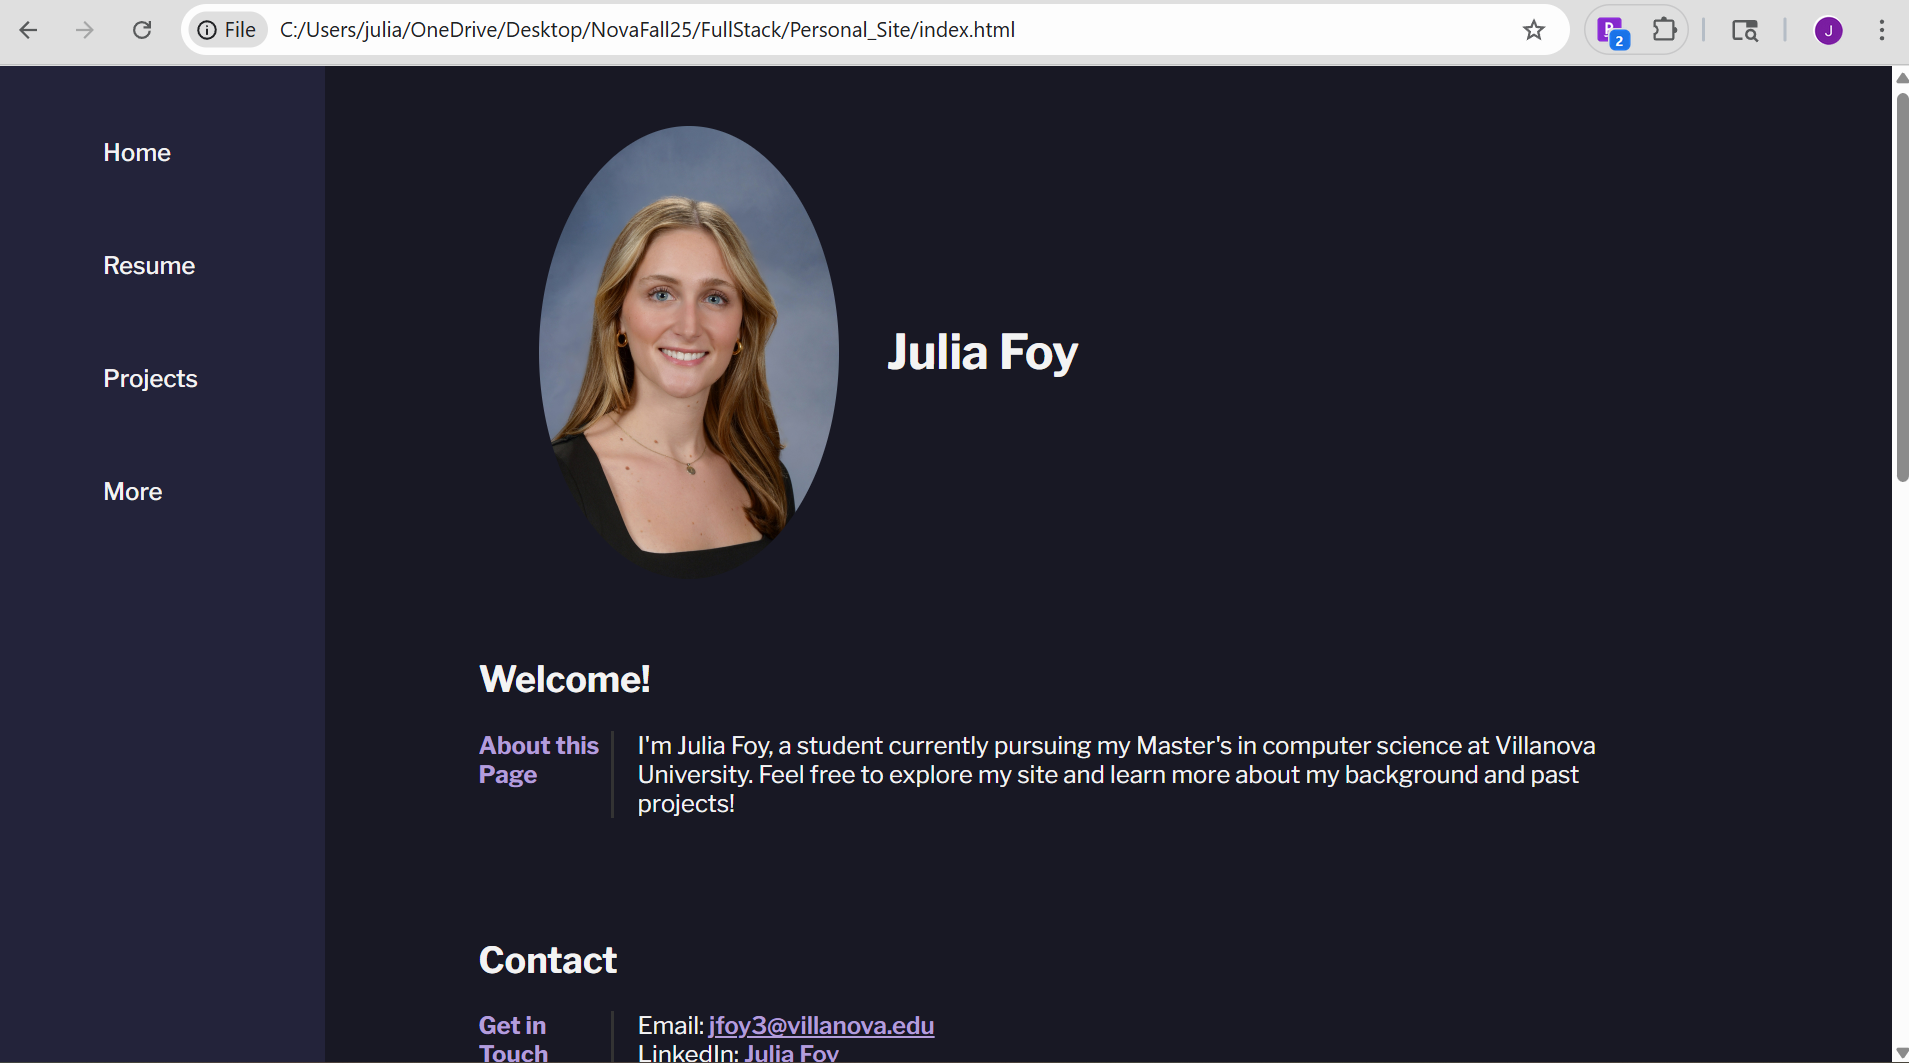 File C:/Users/julia/OneDrive/Desktop/NovaFall25/FullStack/Personal_Site/index.html
2
J
Home
Resume
Projects
More
Julia Foy
Welcome!
About this
Page
I'm Julia Foy, a student currently pursuing my Master's in computer science at Villanova
University. Feel free to explore my site and learn more about my background and past
projects!
Contact
Get in
Touch
Email: jfoy3@villanova.edu
LinkedIn: Julia Foy